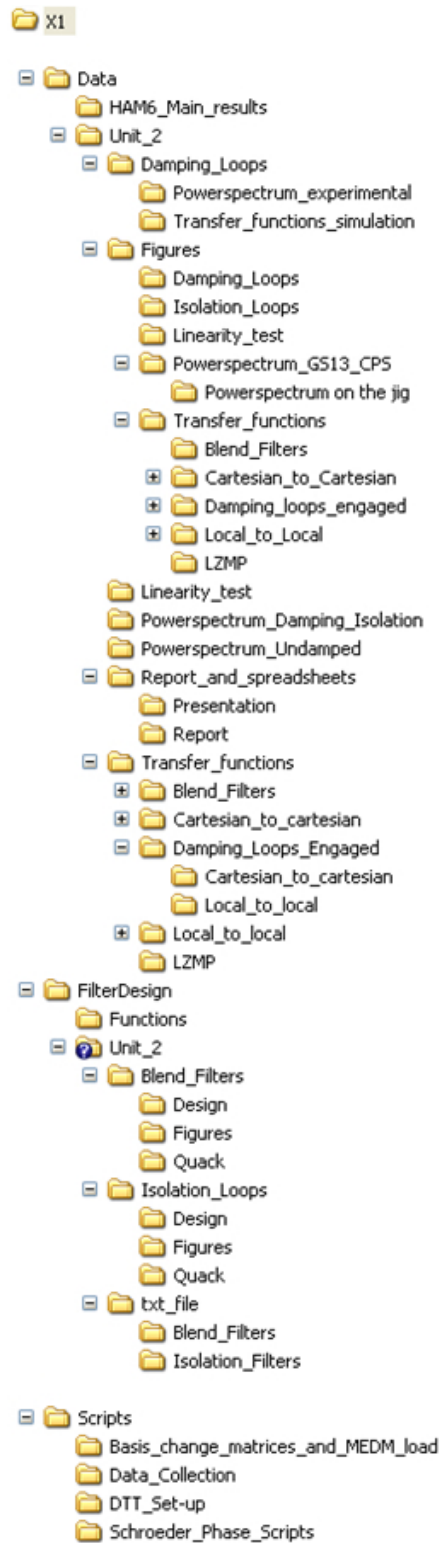 X1
Data
HAM6_Main_results
Unit_2
Damping_Loops
Powerspectrum_experimental
Transfer_functions_simulation
Figures
Damping_Loops
Isolation_Loops
Linearity_test
Powerspectrum_GS13_CPS
Powerspectrum on the jig
Transfer_functions
Blend_Filters
Cartesian_to_Cartesian
Damping_loops_engaged
Local_to_Local
LZMP
Linearity_test
Powerspectrum_Damping_Isolation
Powerspectrum_Undamped
Report_and_spreadsheets
Presentation
Report
Transfer_functions
Blend_Filters
Cartesian_to_cartesian
Damping_Loops_Engaged
Cartesian_to_cartesian
Local_to_local
Local_to_local
LZMP
FilterDesign
Functions
Unit_2
Blend_Filters
Design
Figures
Quack
Isolation_Loops
Design
Figures
Quack
txt_file
Blend_Filters
Isolation_Filters
Scripts
Basis_change_matrices_and_MEDM_load
Data_Collection
DTT_Set-up
Schroeder_Phase_Scripts